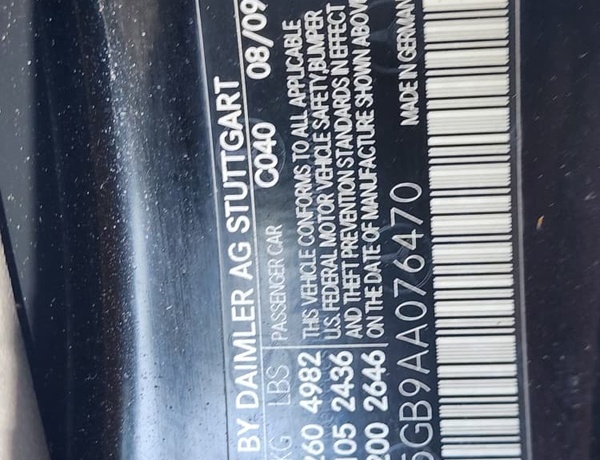 BY DAIMLER AG STUTTGART
C040 08/09
KG LBS PASSENGER CAR
260 4982 THIS VEHICLE CONFORMS TO ALL APPLICABLE
U.S. FEDERAL MOTOR VEHICLE SAFETY,BUMPER
105 2436 AND THEFT PREVENTION STANDARDS IN EFFECT
200 2646 ON THE DATE OF MANUFACTURE SHOWN ABOVE
MADE IN GERMAN
5GB9AA076470